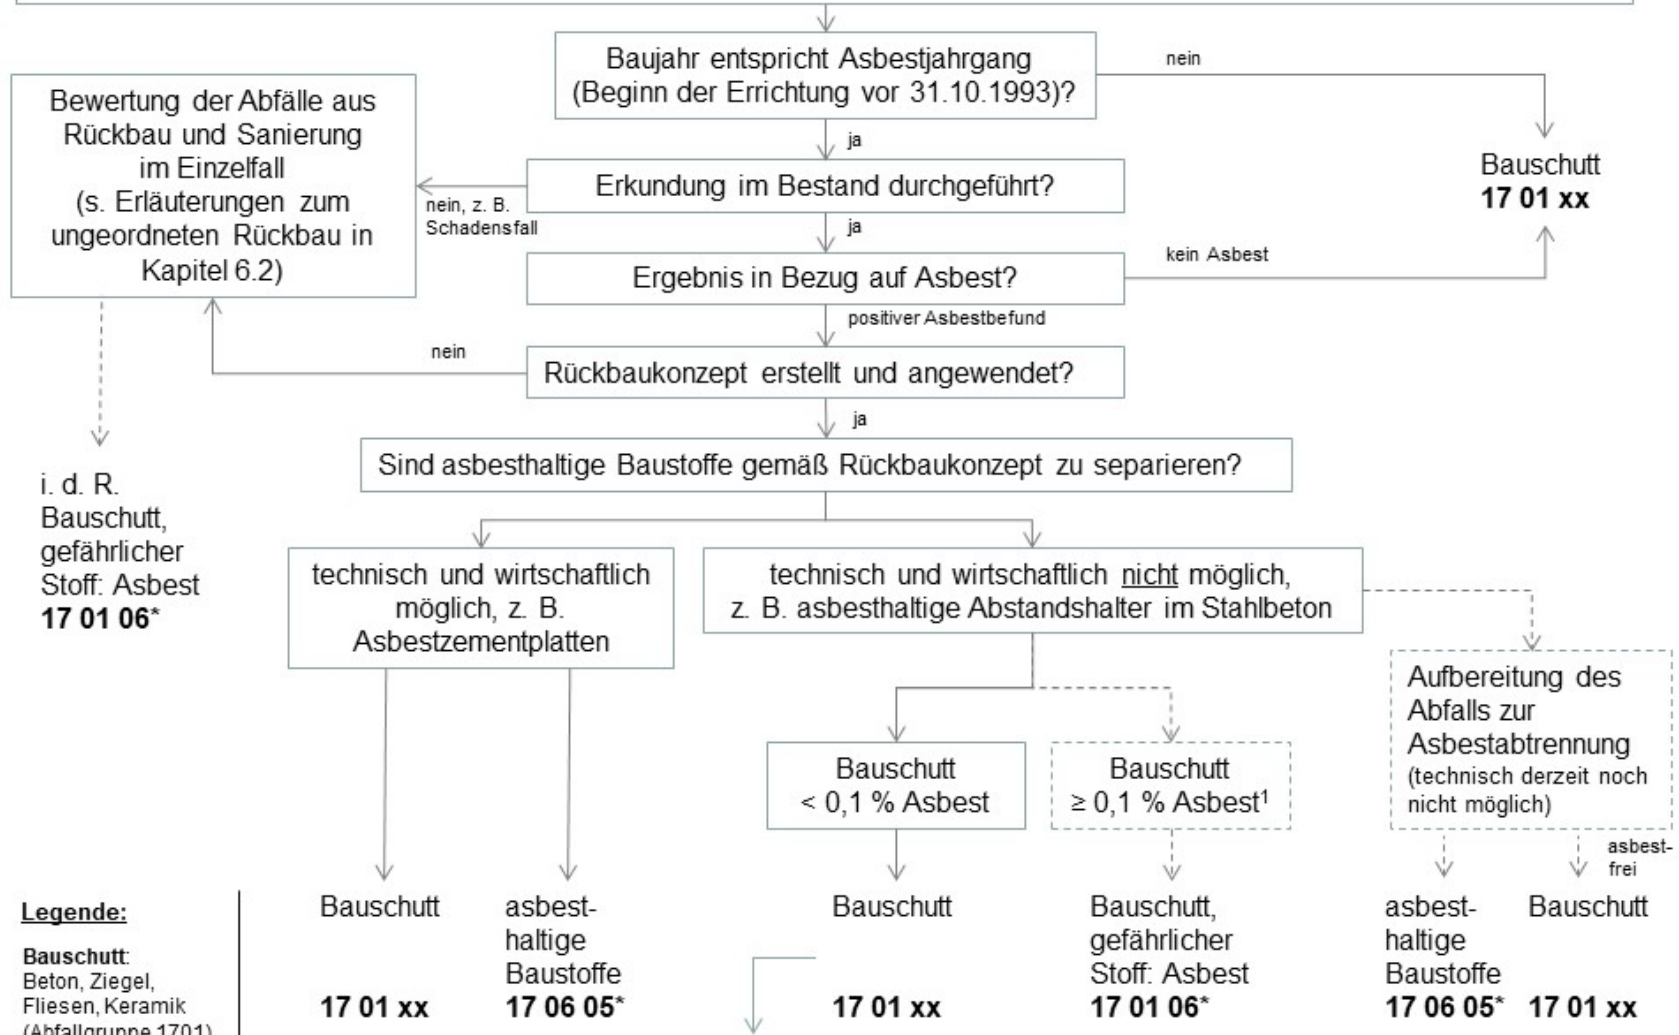 Baujahr entspricht Asbestjahrgang
(Beginn der Errichtung vor 31.10.1993)?
nein
ja
Bewertung der Abfälle aus
Rückbau und Sanierung
im Einzelfall
(s. Erläuterungen zum
ungeordneten Rückbau in
Kapitel 6.2)
Erkundung im Bestand durchgeführt?
nein, z. B.
Schadensfall
ja
Bauschutt
17 01 xx
Ergebnis in Bezug auf Asbest?
kein Asbest
positiver Asbestbefund
nein
Rückbaukonzept erstellt und angewendet?
ja
Sind asbesthaltige Baustoffe gemäß Rückbaukonzept zu separieren?
i. d. R.
Bauschutt,
gefährlicher
Stoff: Asbest
17 01 06*
technisch und wirtschaftlich
möglich, z. B.
Asbestzementplatten
technisch und wirtschaftlich nicht möglich,
z. B. asbesthaltige Abstandshalter im Stahlbeton
Aufbereitung des
Abfalls zur
Asbestabtrennung
(technisch derzeit noch
nicht möglich)
Bauschutt
< 0,1 % Asbest
Bauschutt
≥ 0,1 % Asbest¹
asbest-
frei
Bauschutt
17 01 xx
asbest-
haltige
Baustoffe
17 06 05*
Bauschutt
17 01 xx
Bauschutt,
gefährlicher
Stoff: Asbest
17 01 06*
asbest-
haltige
Baustoffe
17 06 05*
Bauschutt
17 01 xx
Legende:
Bauschutt:
Beton, Ziegel,
Fliesen, Keramik
(Abfallgruppe 1701)